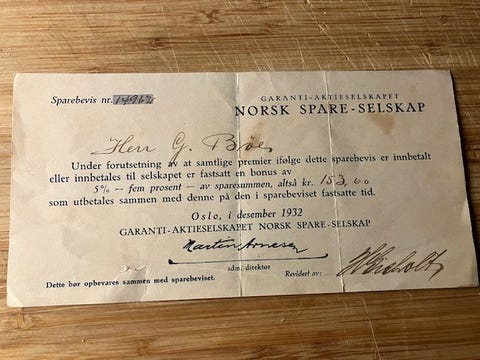 Sparebevis nr. 14962
GARANTI-AKTIESELSKAPET
NORSK SPARE-SELSKAP
Herr G. Bøe,
Under forutsetning av at samtlige premier ifølge dette sparebevis er innbetalt
eller innbetales til selskapet er fastsatt en bonus av
5% – fem prosent – av sparesummen, altså kr. 153,60
som utbetales sammen med denne på den i sparebeviset fastsatte tid.
Oslo, i desember 1932
GARANTI-AKTIESELSKAPET NORSK SPARE-SELSKAP
Martin Arnesen
adm. direktør
Revidert av:
Dette bør opbevares sammen med sparebeviset.